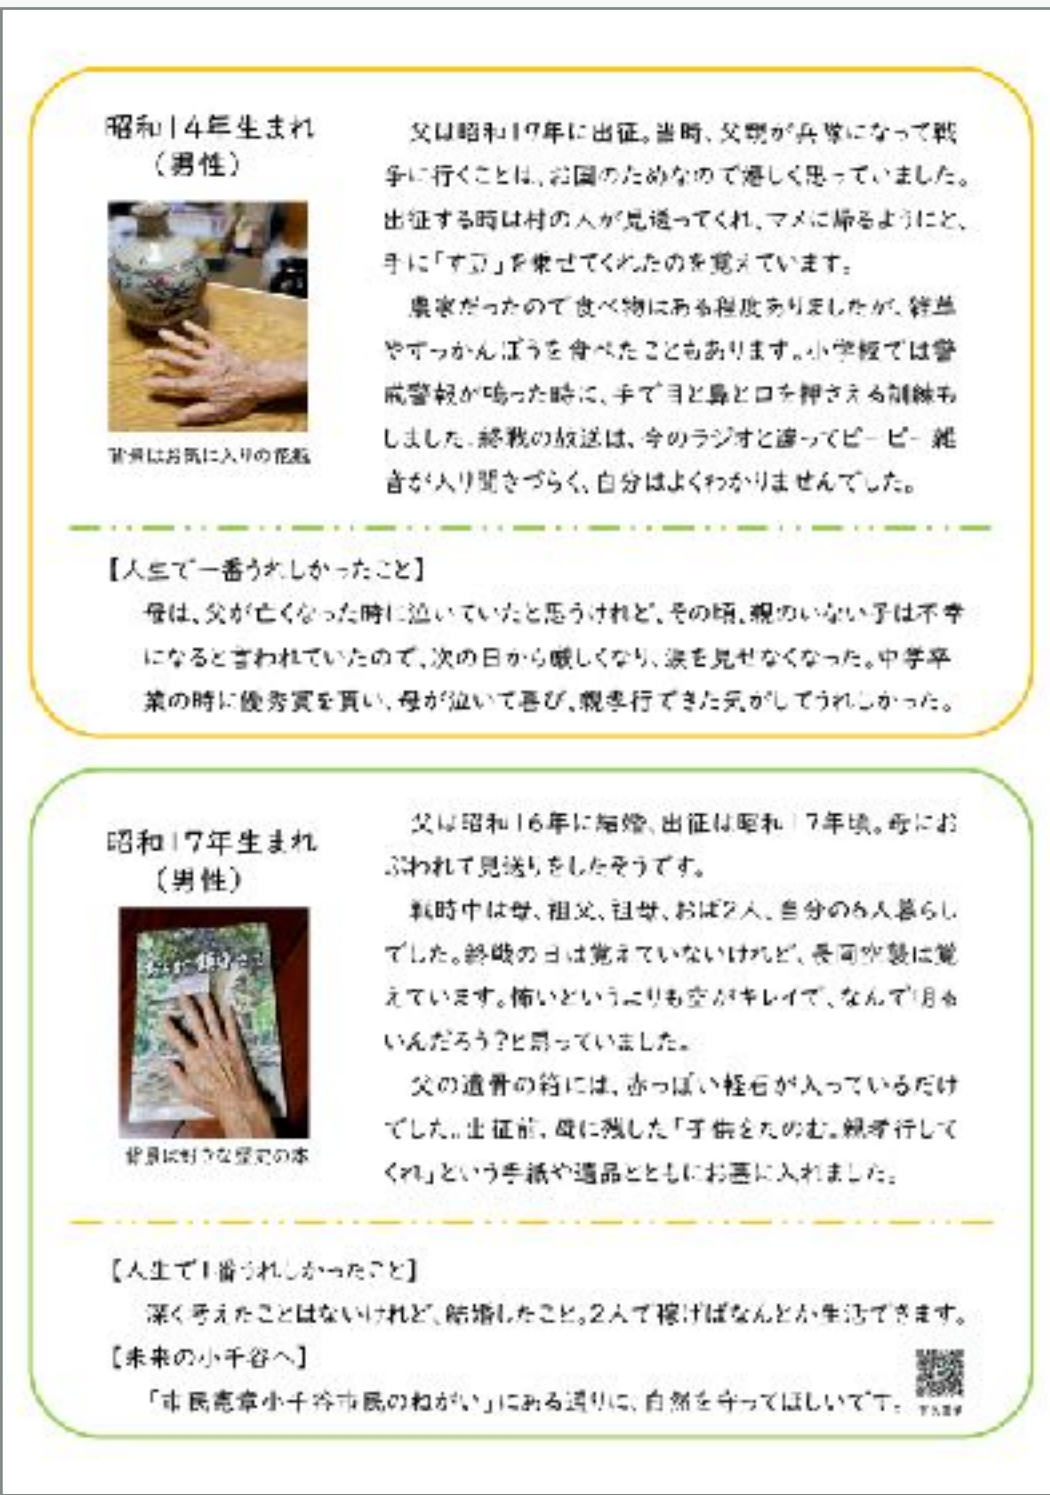 昭和14年生まれ
（男性）
背景はお気に入りの花瓶
　父は昭和19年に出征。当時、父親が兵隊になって戦
争に行くことは、お国のためなので嬉しく思っていました。
出征する時は村の人が見送ってくれ、マメに帰るようにと、
手に「す豆」を乗せてくれたのを覚えています。
　農家だったので食べ物はある程度ありましたが、雑草
やすっかんぽうを食べたこともあります。小学校では警
戒警報が鳴った時に、手で目と鼻と口を押さえる訓練も
しました。終戦の放送は、今のラジオと違ってピーピー雑
音が入り聞きづらく、自分はよくわかりませんでした。
【人生で一番うれしかったこと】
母は、父が亡くなった時に泣いていたと思うけれど、その頃、親のいない子は不幸
になると言われていたので、次の日から厳しくなり、涙を見せなくなった。中学卒
業の時に優秀賞を貰い、母が泣いて喜び、親孝行できた気がしてうれしかった。
昭和17年生まれ
（男性）
背景は好きな歴史の本
　父は昭和16年に結婚、出征は昭和17年頃。母にお
ぶわれて見送りをしたそうです。
　戦時中は母、祖父、祖母、おば2人、自分の6人暮らし
でした。終戦の日は覚えていないけれど、長岡空襲は覚
えています。怖いというよりも空がキレイで、なんで明る
いんだろう?と思っていました。
　父の遺骨の箱には、赤っぽい軽石が入っているだけ
でした。出征前、母に残した「子供をたのむ。親孝行して
くれ」という手紙や遺品とともにお墓に入れました。
【人生で1番うれしかったこと】
深く考えたことはないけれど、結婚したこと。2人で稼げばなんとか生活できます。
【未来の小千谷へ】
「市民憲章小千谷市民のねがい」にある通りに、自然を守ってほしいです。